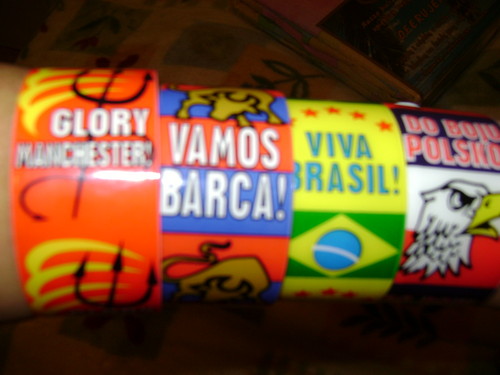 GLORY
MANCHESTER!
VAMOS
BARCA!
VIVA
BRASIL!
DO BOJU
POLSKO